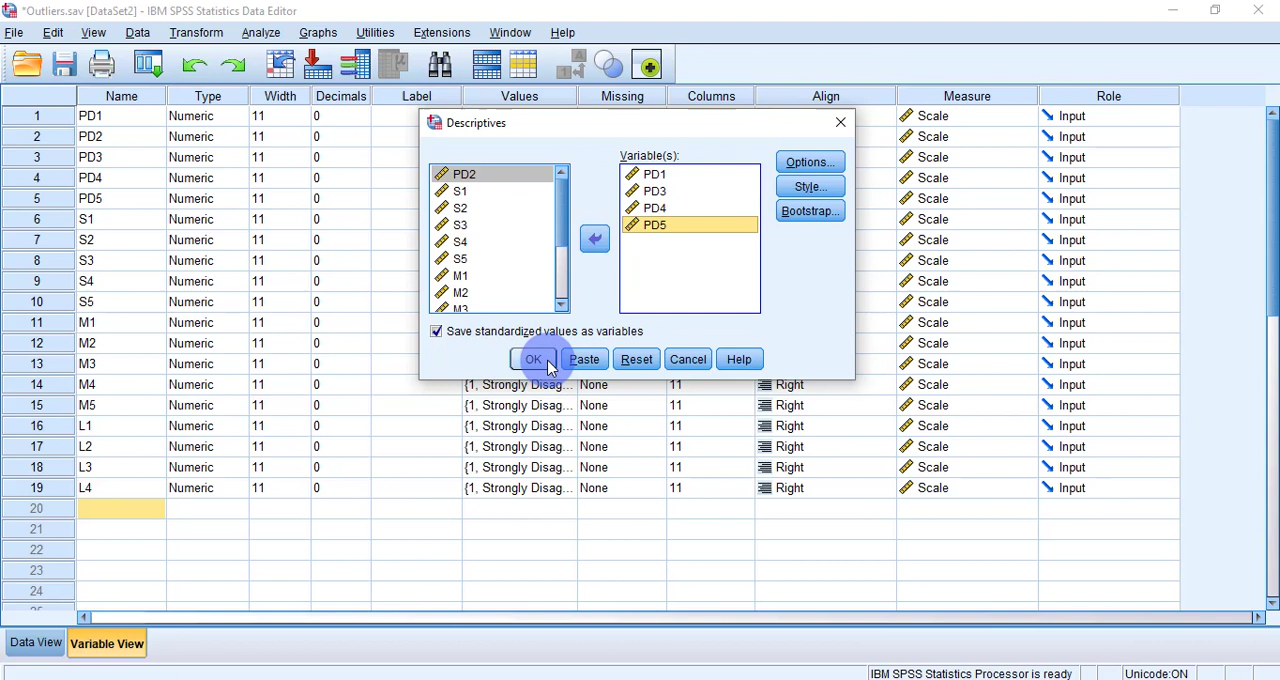 *Outliers.sav [DataSet2] - IBM SPSS Statistics Data Editor
File Edit View Data Transform Analyze Graphs Utilities Extensions Window Help
Name Type Width Decimals Label Values Missing Columns Align Measure Role
1 PD1 Numeric 11 0 Scale Input
2 PD2 Numeric 11 0 Scale Input
3 PD3 Numeric 11 0 Scale Input
4 PD4 Numeric 11 0 Scale Input
5 PD5 Numeric 11 0 Scale Input
6 S1 Numeric 11 0 Scale Input
7 S2 Numeric 11 0 Scale Input
8 S3 Numeric 11 0 Scale Input
9 S4 Numeric 11 0 Scale Input
10 S5 Numeric 11 0 Scale Input
11 M1 Numeric 11 0 Scale Input
12 M2 Numeric 11 0 Scale Input
13 M3 Numeric 11 0 Scale Input
14 M4 Numeric 11 0 {1, Strongly Disag... None 11 Right Scale Input
15 M5 Numeric 11 0 {1, Strongly Disag... None 11 Right Scale Input
16 L1 Numeric 11 0 {1, Strongly Disag... None 11 Right Scale Input
17 L2 Numeric 11 0 {1, Strongly Disag... None 11 Right Scale Input
18 L3 Numeric 11 0 {1, Strongly Disag... None 11 Right Scale Input
19 L4 Numeric 11 0 {1, Strongly Disag... None 11 Right Scale Input
20
21
22
23
24
Descriptives
Variable(s):
PD2
S1
S2
S3
S4
S5
M1
M2
M3
PD1
PD3
PD4
PD5
Options...
Style...
Bootstrap...
Save standardized values as variables
OK Paste Reset Cancel Help
Data View Variable View
IBM SPSS Statistics Processor is ready Unicode:ON